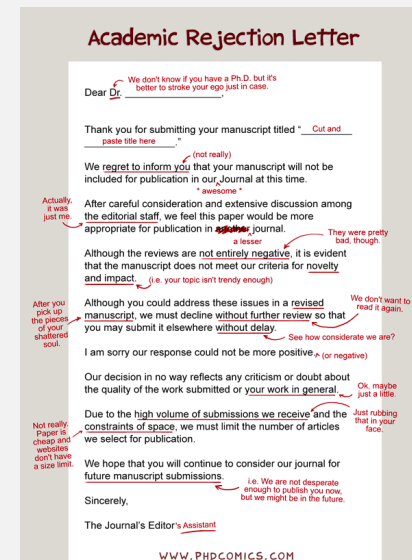 Academic Rejection Letter
We don't know if you have a Ph.D. but it's
better to stroke your ego just in case.
Dear Dr. ____________________,
Thank you for submitting your manuscript titled "__Cut and__
__paste title here__."
(not really)
We regret to inform you that your manuscript will not be
included for publication in our Journal at this time.
* awesome *
Actually,
it was
just me.
After careful consideration and extensive discussion among
the editorial staff, we feel this paper would be more
appropriate for publication in another journal.
a lesser
They were pretty
bad, though.
Although the reviews are not entirely negative, it is evident
that the manuscript does not meet our criteria for novelty
and impact.
(i.e. your topic isn't trendy enough)
After you
pick up
the pieces
of your
shattered
soul.
Although you could address these issues in a revised
manuscript, we must decline without further review so that
you may submit it elsewhere without delay.
We don't want to
read it again.
See how considerate we are?
I am sorry our response could not be more positive.
(or negative)
Our decision in no way reflects any criticism or doubt about
the quality of the work submitted or your work in general.
Ok, maybe
just a little.
Due to the high volume of submissions we receive and the
constraints of space, we must limit the number of articles
we select for publication.
Just rubbing
that in your
face.
Not really.
Paper is
cheap and
websites
don't have
a size limit.
We hope that you will continue to consider our journal for
future manuscript submissions.
i.e. We are not desperate
enough to publish you now,
but we might be in the future.
Sincerely,
The Journal's Editor's Assistant
WWW.PHDCOMICS.COM